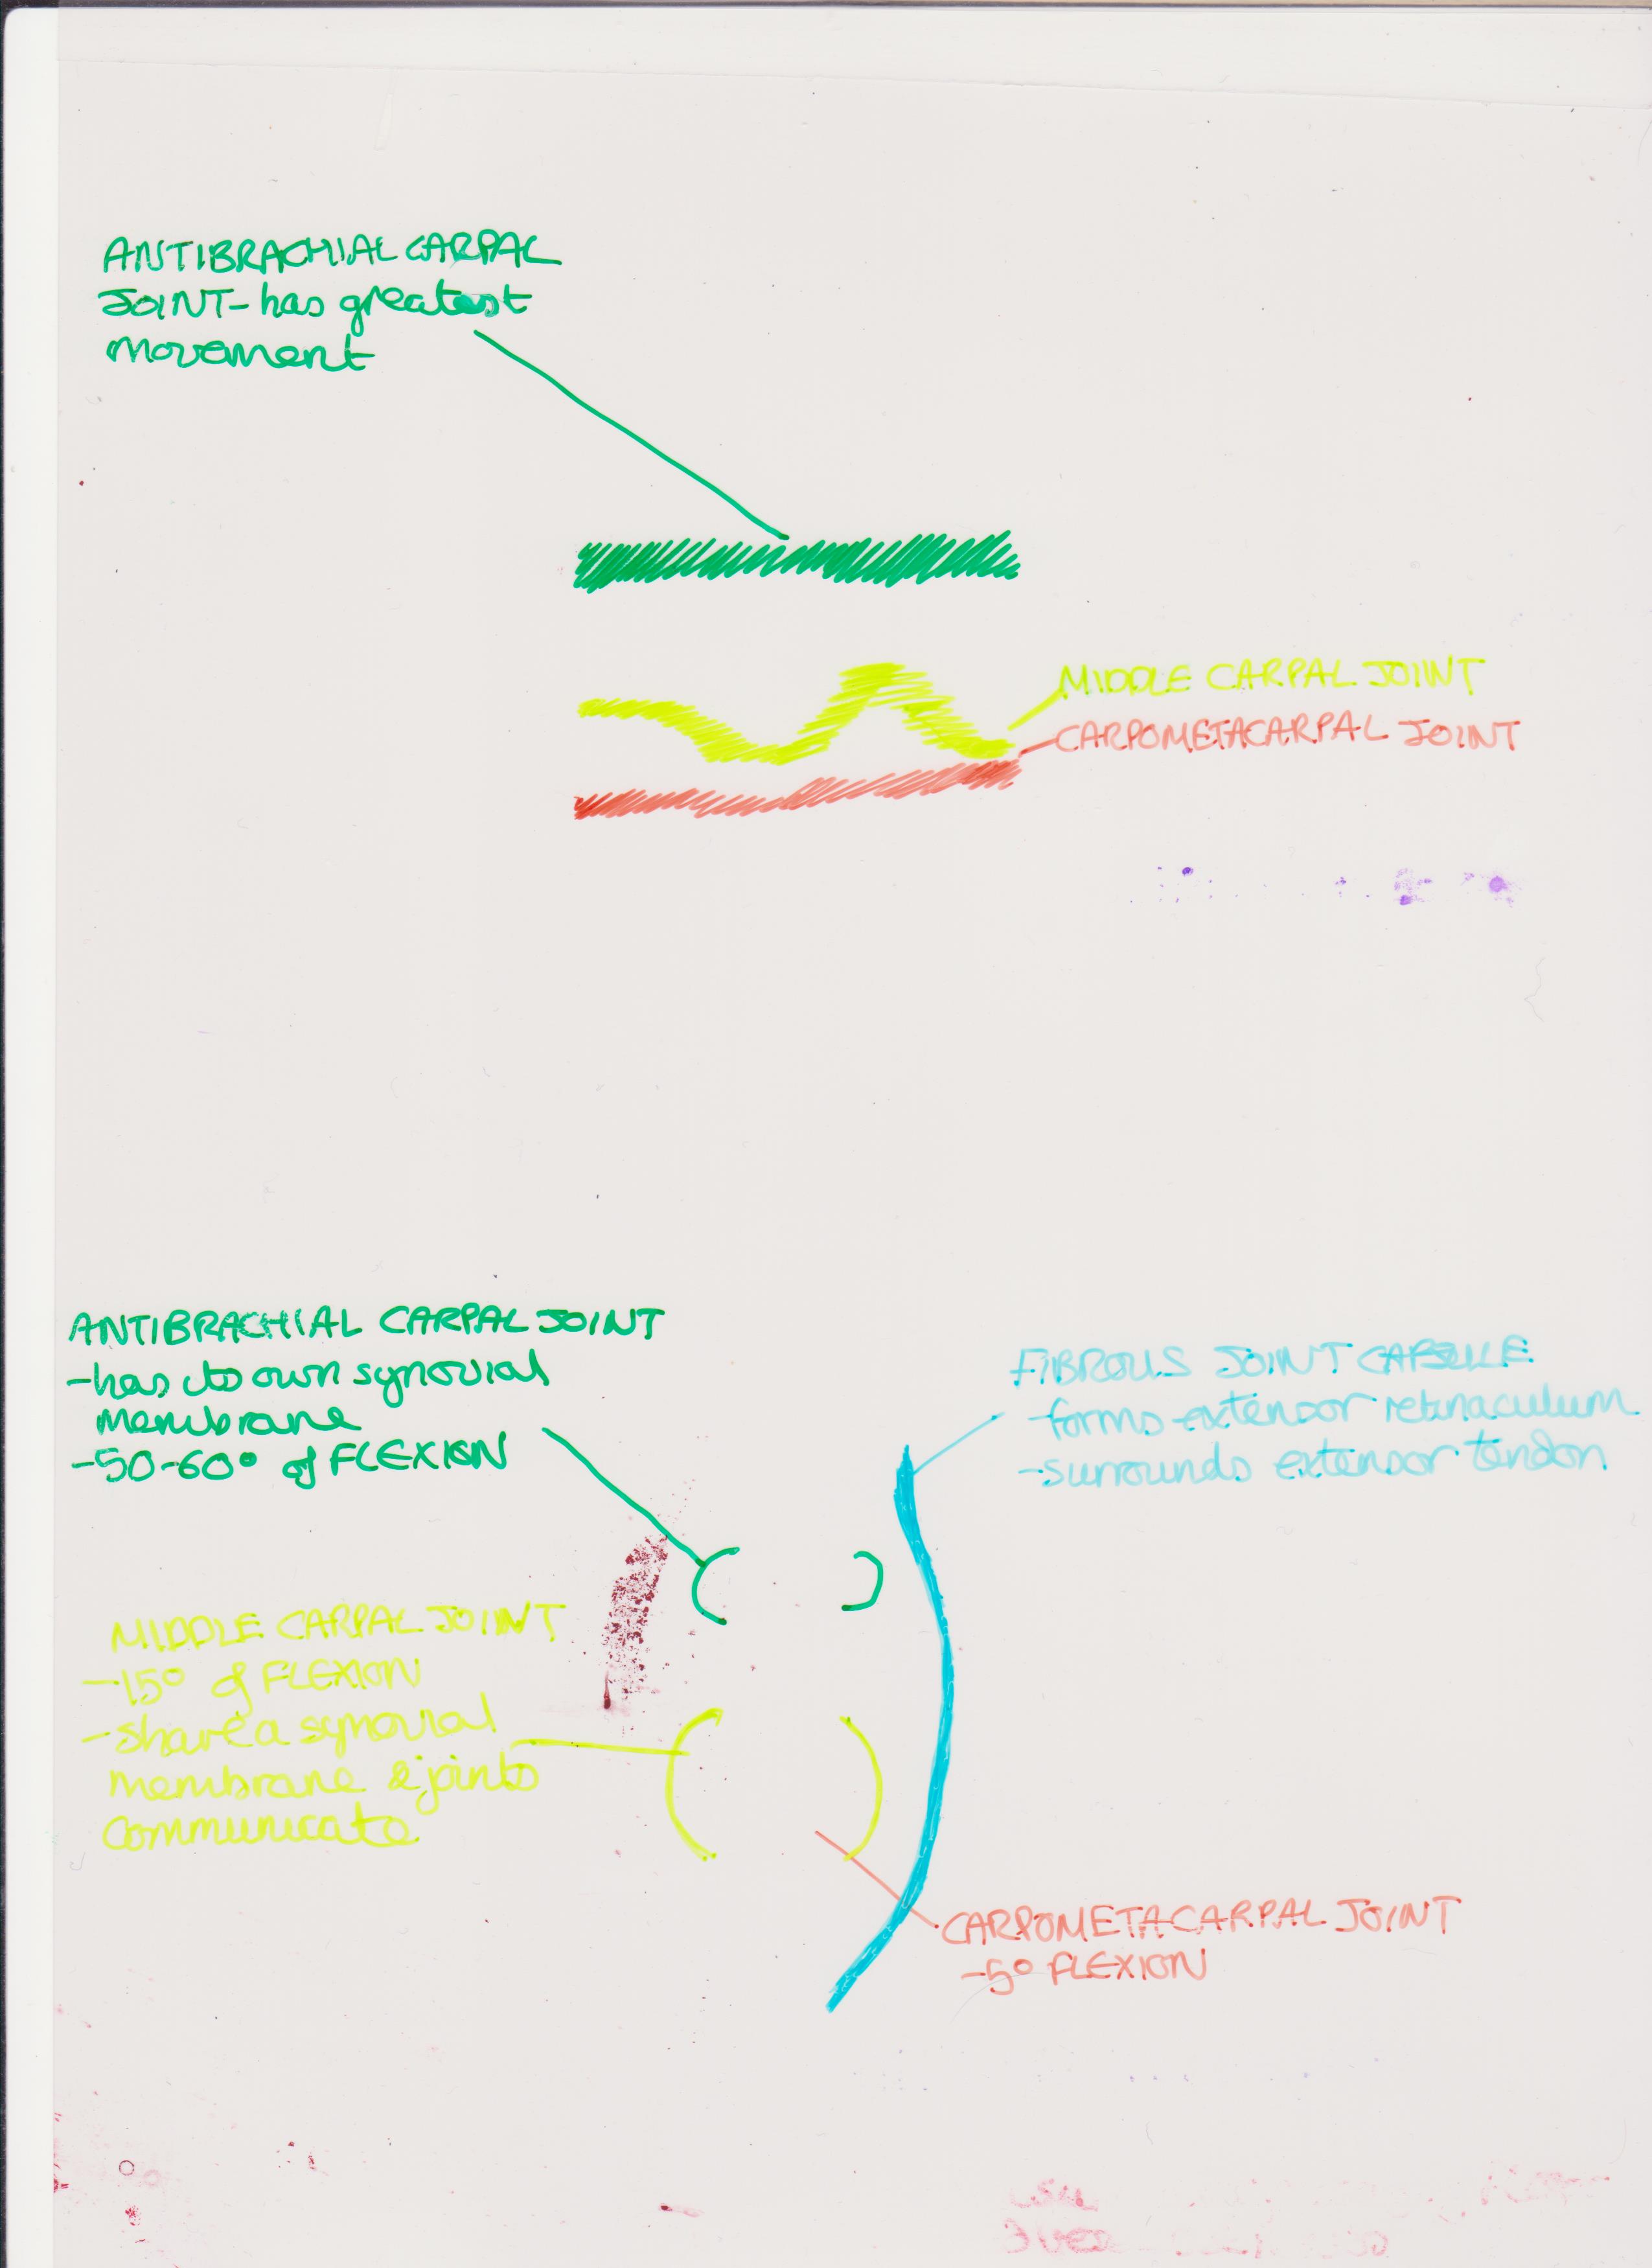 ANTIBRACHIAL CARPAL
JOINT - has greatest
movement
MIDDLE CARPAL JOINT
CARPOMETACARPAL JOINT
ANTIBRACHIAL CARPAL JOINT
- has its own synovial
membrane
- 50-60° of FLEXION
FIBROUS JOINT CAPSULE
- forms extensor retinaculum
- surrounds extensor tendon
MIDDLE CARPAL JOINT
- 15° of FLEXION
- share a synovial
membrane & joints
communicate
CARPOMETACARPAL JOINT
- 5° FLEXION